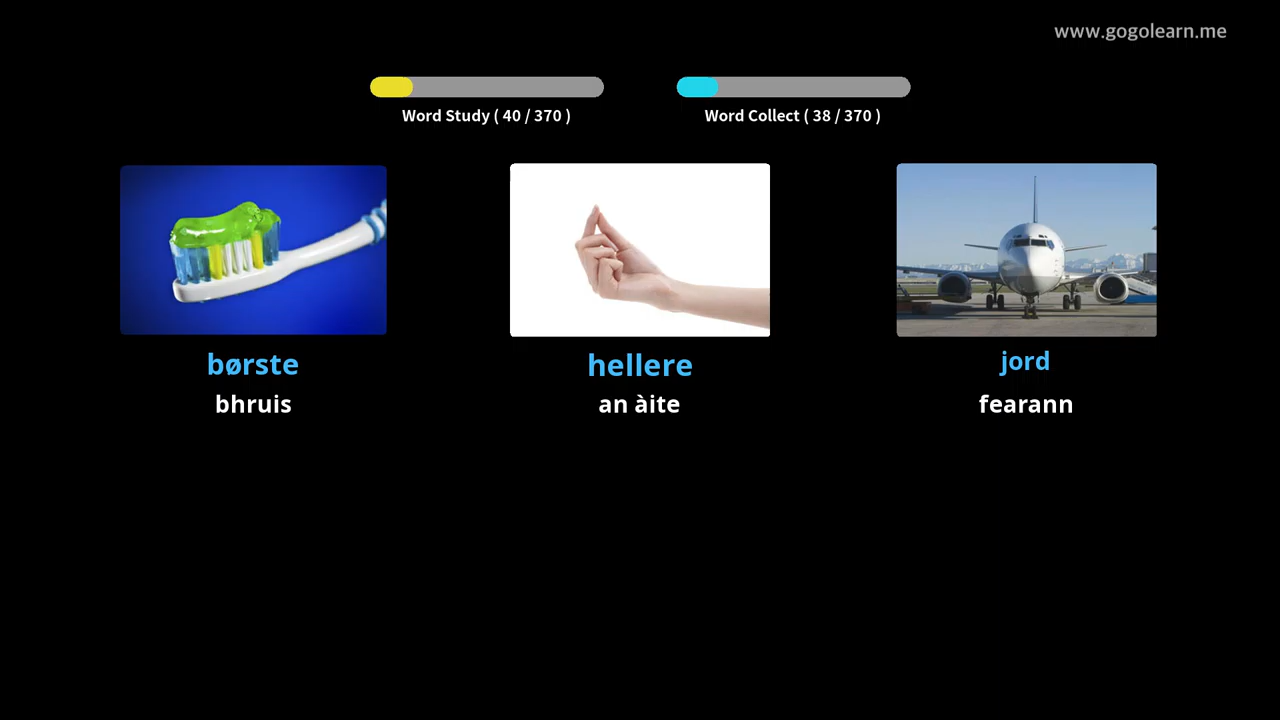 www.gogolearn.me
Word Study ( 40 / 370 )
Word Collect ( 38 / 370 )
børste
hellere
jord
bhruis
an àite
fearann